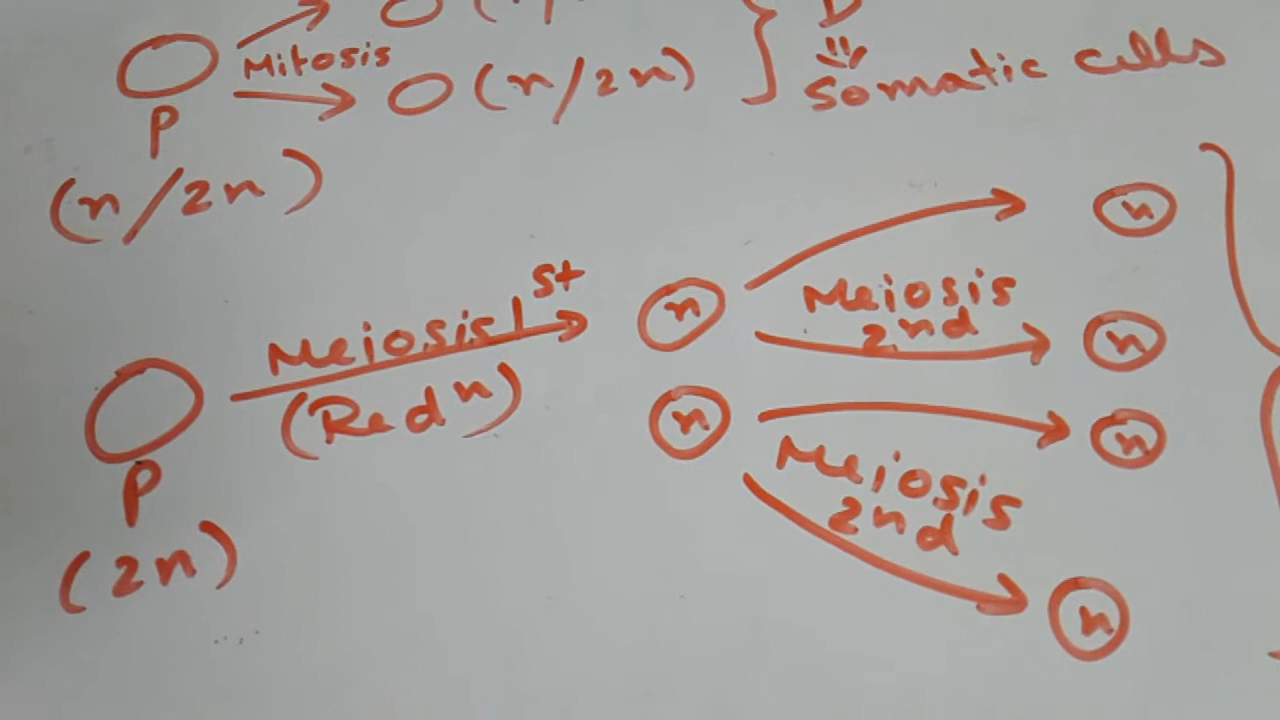 Mitosis
(n/2n)
Somatic cells
P
(n/2n)
Meiosis 1st
(Redⁿ)
P
(2n)
n
n
Meiosis
2nd
Meiosis
2nd
n
n
n
n